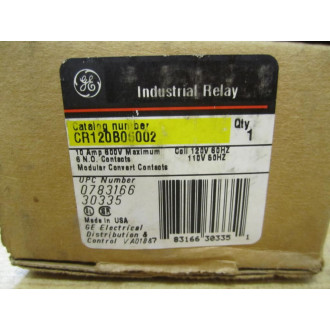 GE
Industrial Relay
Catalog number
Qty
CR120B06002
1
10 Amp 600V Maximum Coil 120V 60HZ
6 N.O. Contacts 110V 50HZ
Modular Convert Contacts
UPC Number
0783166
30335
Made in USA
GE Electrical
Distribution &
Control
83166 30335 1